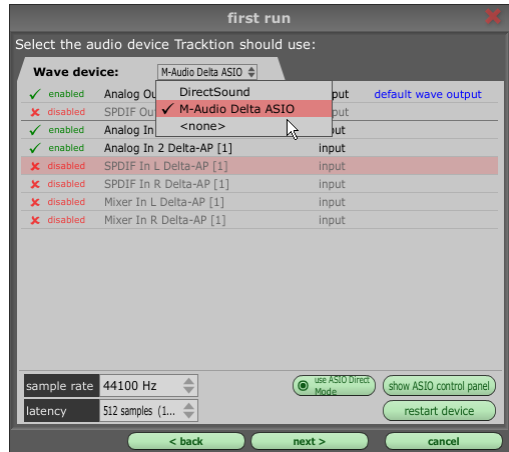 first run
Select the audio device Tracktion should use:
Wave device: M-Audio Delta ASIO
DirectSound
M-Audio Delta ASIO
<none>
enabled Analog Ou put default wave output
disabled SPDIF Ou put
enabled Analog In put
enabled Analog In 2 Delta-AP [1] input
disabled SPDIF In L Delta-AP [1] input
disabled SPDIF In R Delta-AP [1] input
disabled Mixer In L Delta-AP [1] input
disabled Mixer In R Delta-AP [1] input
sample rate 44100 Hz
use ASIO Direct
Mode
show ASIO control panel
latency 512 samples (1...
restart device
< back next > cancel